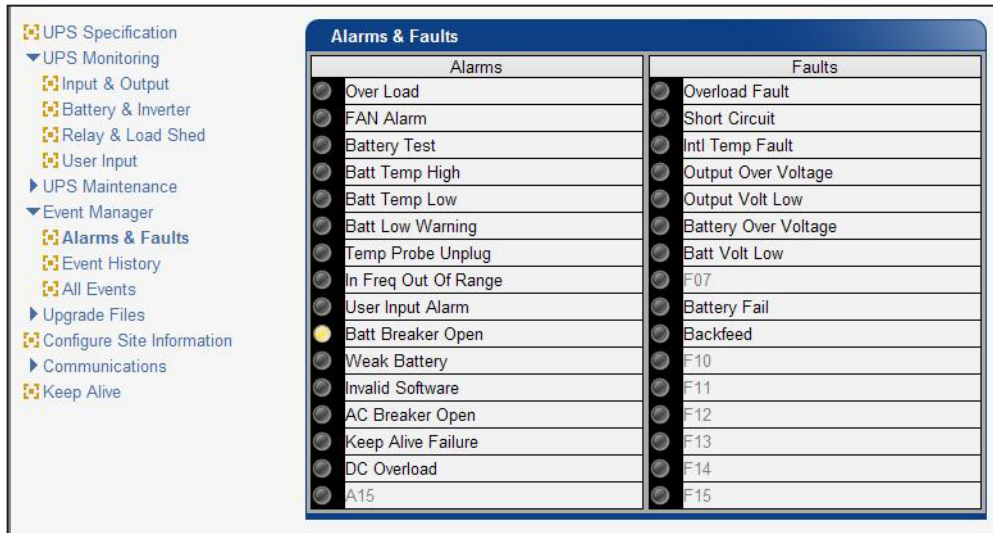 UPS Specification
UPS Monitoring
Input & Output
Battery & Inverter
Relay & Load Shed
User Input
UPS Maintenance
Event Manager
Alarms & Faults
Event History
All Events
Upgrade Files
Configure Site Information
Communications
Keep Alive
Alarms & Faults
Alarms
Over Load
FAN Alarm
Battery Test
Batt Temp High
Batt Temp Low
Batt Low Warning
Temp Probe Unplug
In Freq Out Of Range
User Input Alarm
Batt Breaker Open
Weak Battery
Invalid Software
AC Breaker Open
Keep Alive Failure
DC Overload
A15
Faults
Overload Fault
Short Circuit
Intl Temp Fault
Output Over Voltage
Output Volt Low
Battery Over Voltage
Batt Volt Low
F07
Battery Fail
Backfeed
F10
F11
F12
F13
F14
F15